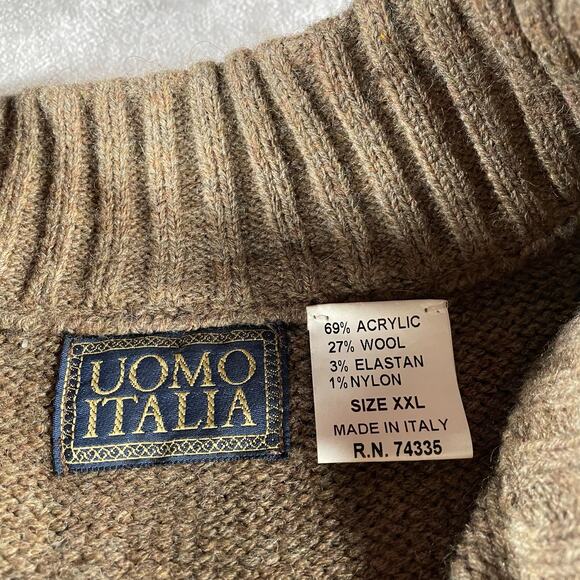 UOMO
ITALIA
69% ACRYLIC
27% WOOL
3% ELASTAN
1% NYLON
SIZE XXL
MADE IN ITALY
R.N. 74335